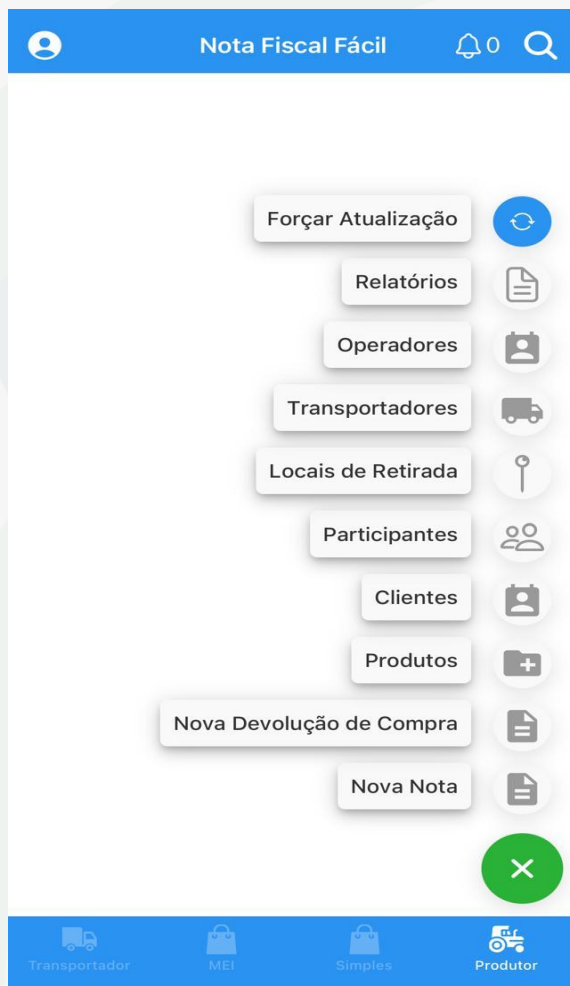 Nota Fiscal Fácil
0
Forçar Atualização
Relatórios
Operadores
Transportadores
Locais de Retirada
Participantes
Clientes
Produtos
Nova Devolução de Compra
Nova Nota
Transportador
MEI
Simples
Produtor